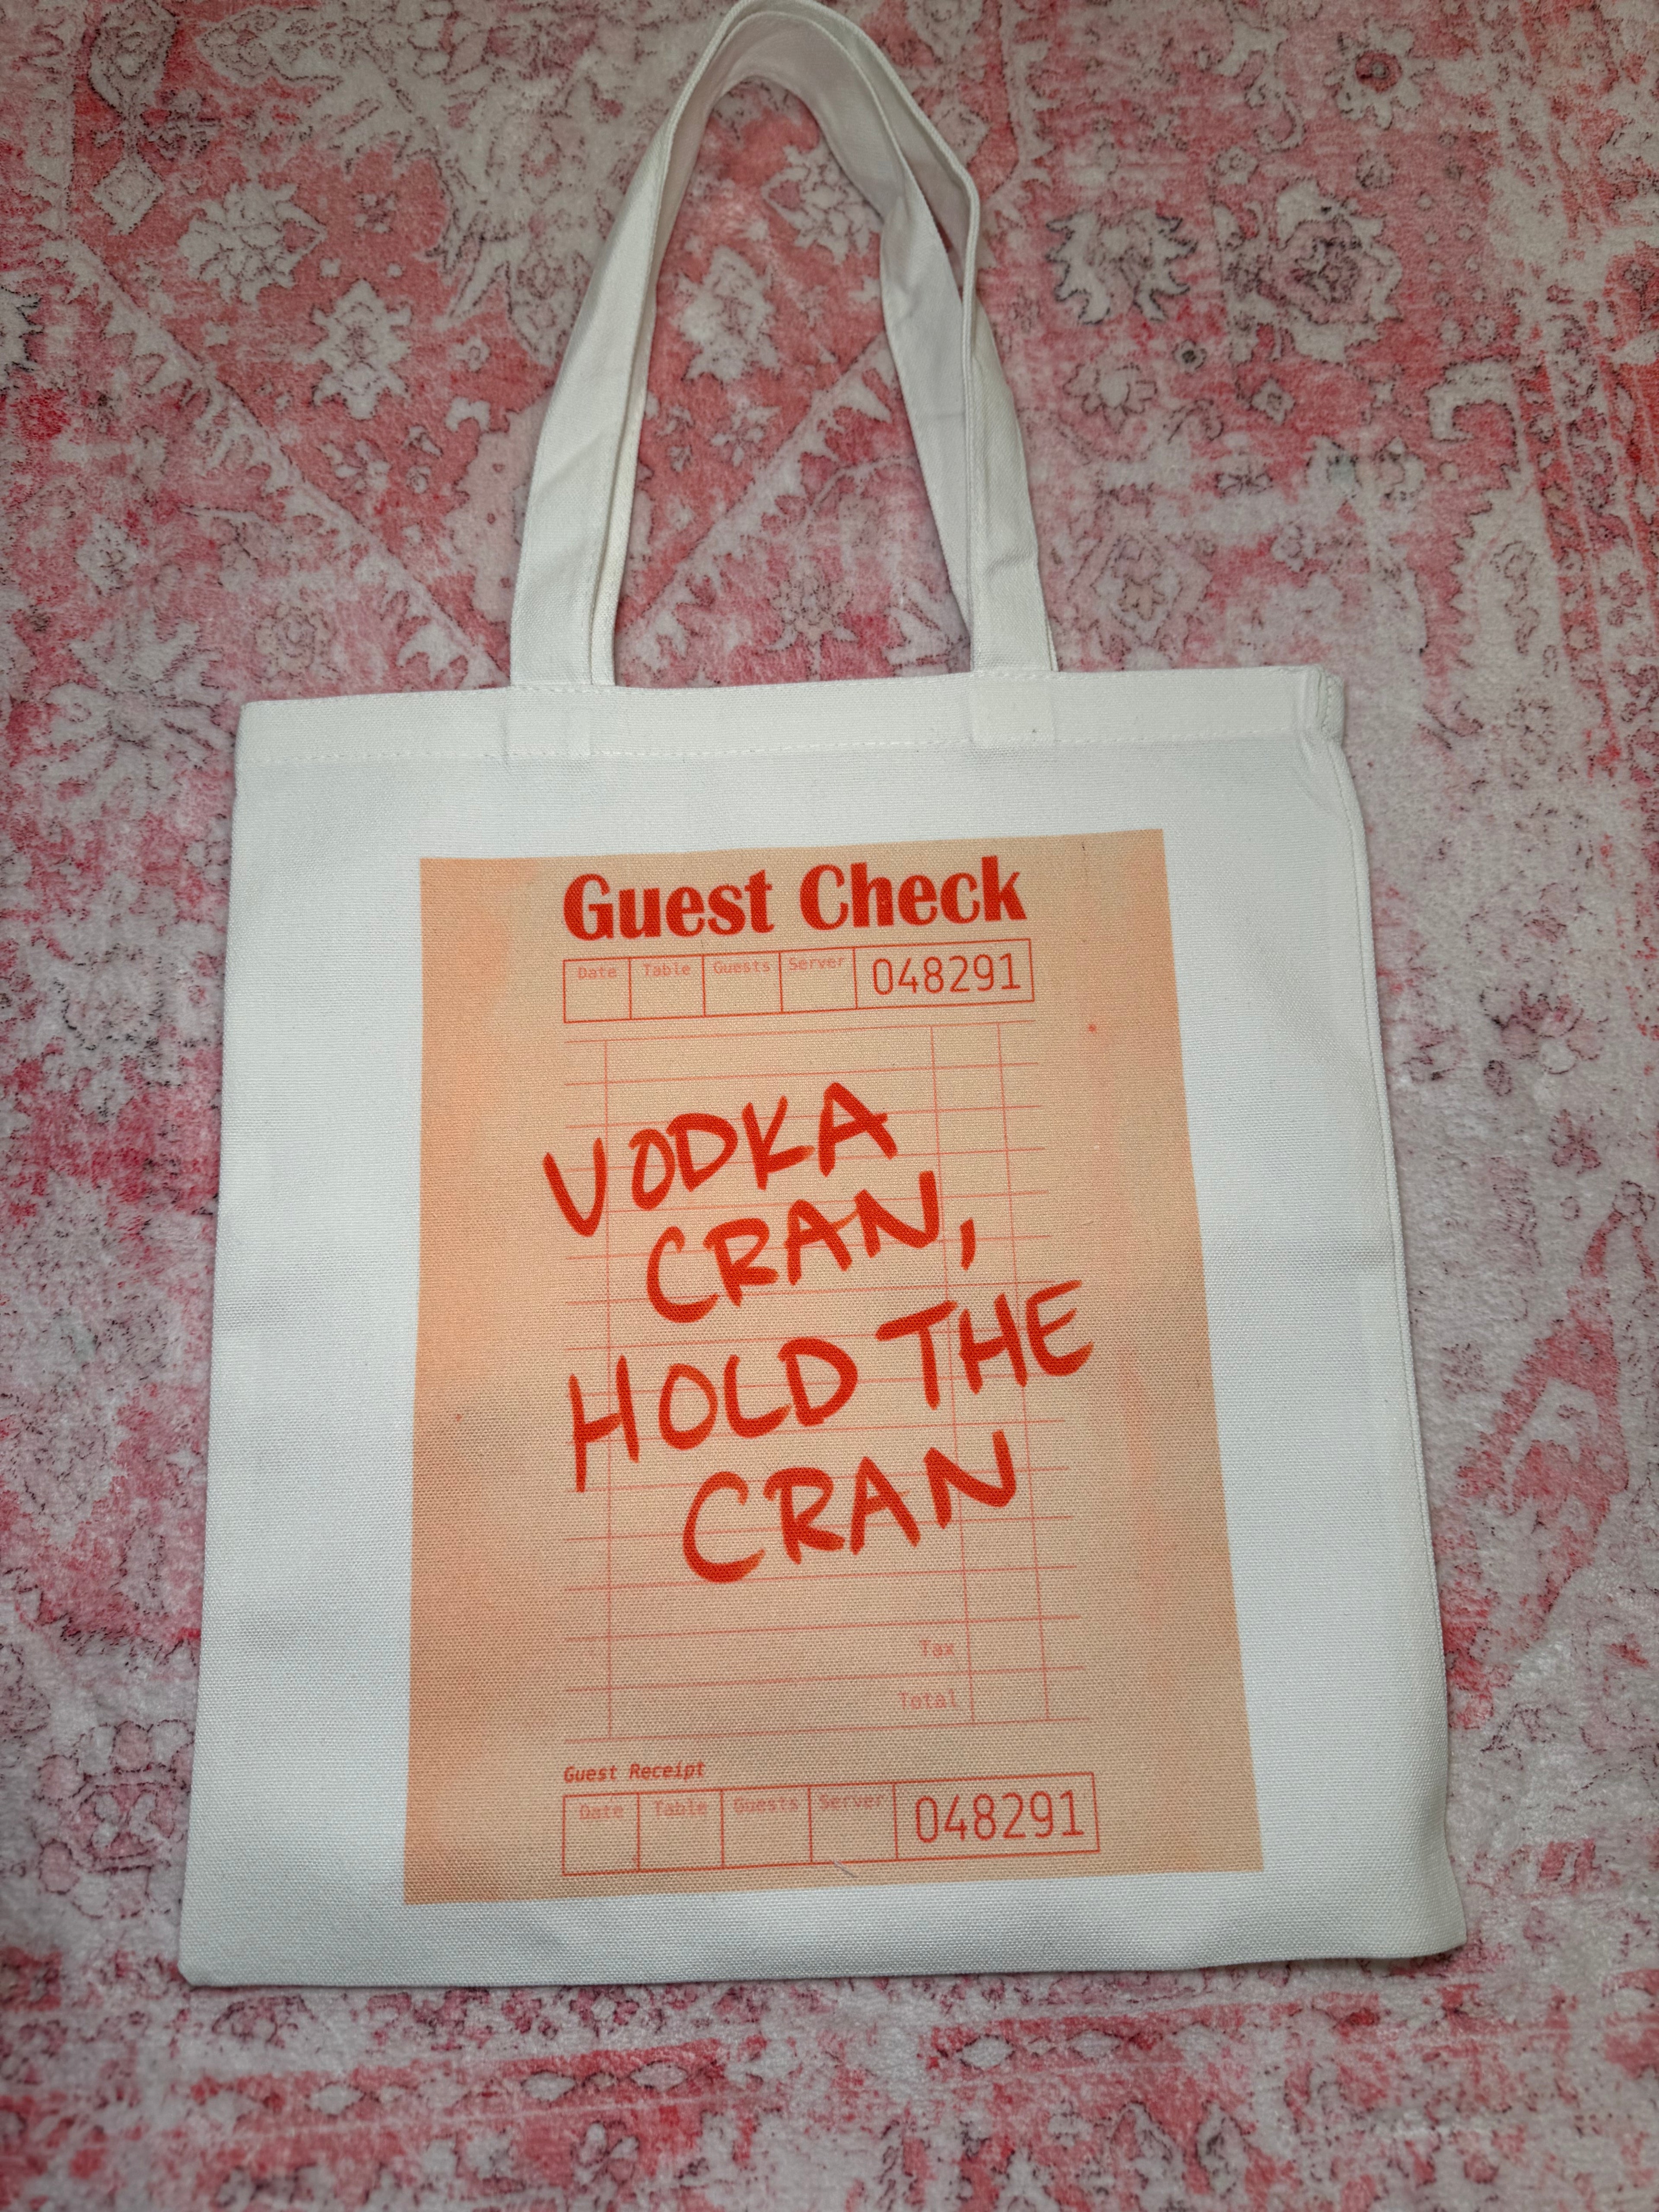 Guest Check
Date Table Guests Server 048291
VODKA
CRAN,
HOLD THE
CRAN
Tax
Total
Guest Receipt
Date Table Guests Server 048291